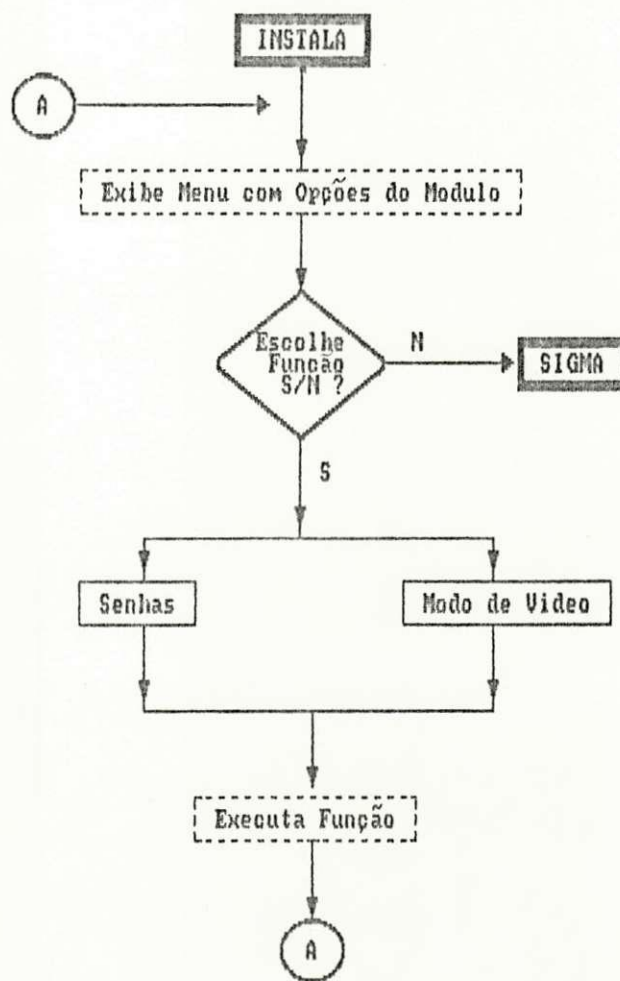 INSTALA
A
Exibe Menu com Opções do Modulo
Escolhe
Função
S/N ?
N
SIGMA
S
Senhas
Modo de Video
Executa Função
A